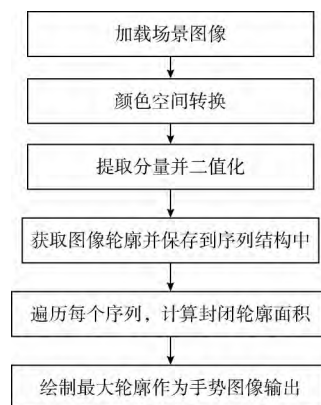 加载场景图像
颜色空间转换
提取分量并二值化
获取图像轮廓并保存到序列结构中
遍历每个序列，计算封闭轮廓面积
绘制最大轮廓作为手势图像输出